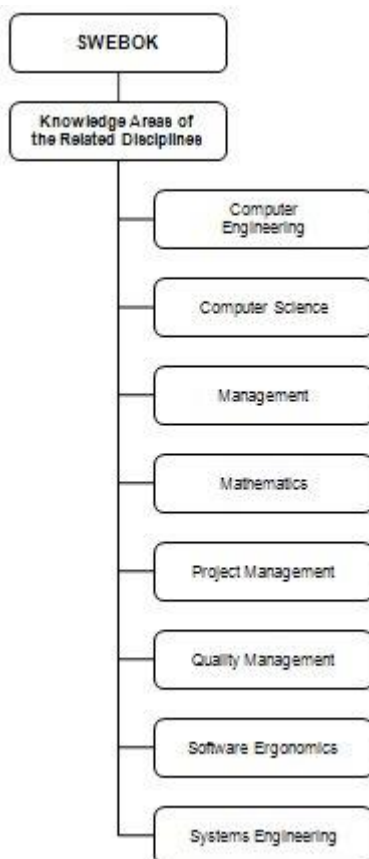 SWEBOK
Knowledge Areas of
the Related Disciplines
Computer
Engineering
Computer Science
Management
Mathematics
Project Management
Quality Management
Software Ergonomics
Systems Engineering